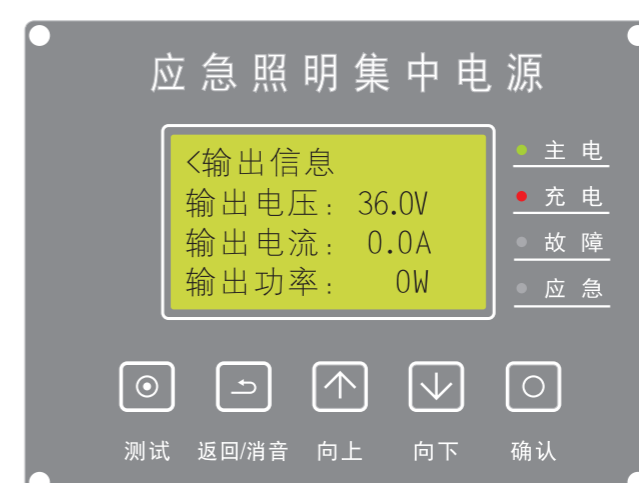 应急照明集中电源
<输出信息
输出电压：36.0V
输出电流：0.0A
输出功率：0W
主电
充电
故障
应急
测试 返回/消音 向上 向下 确认